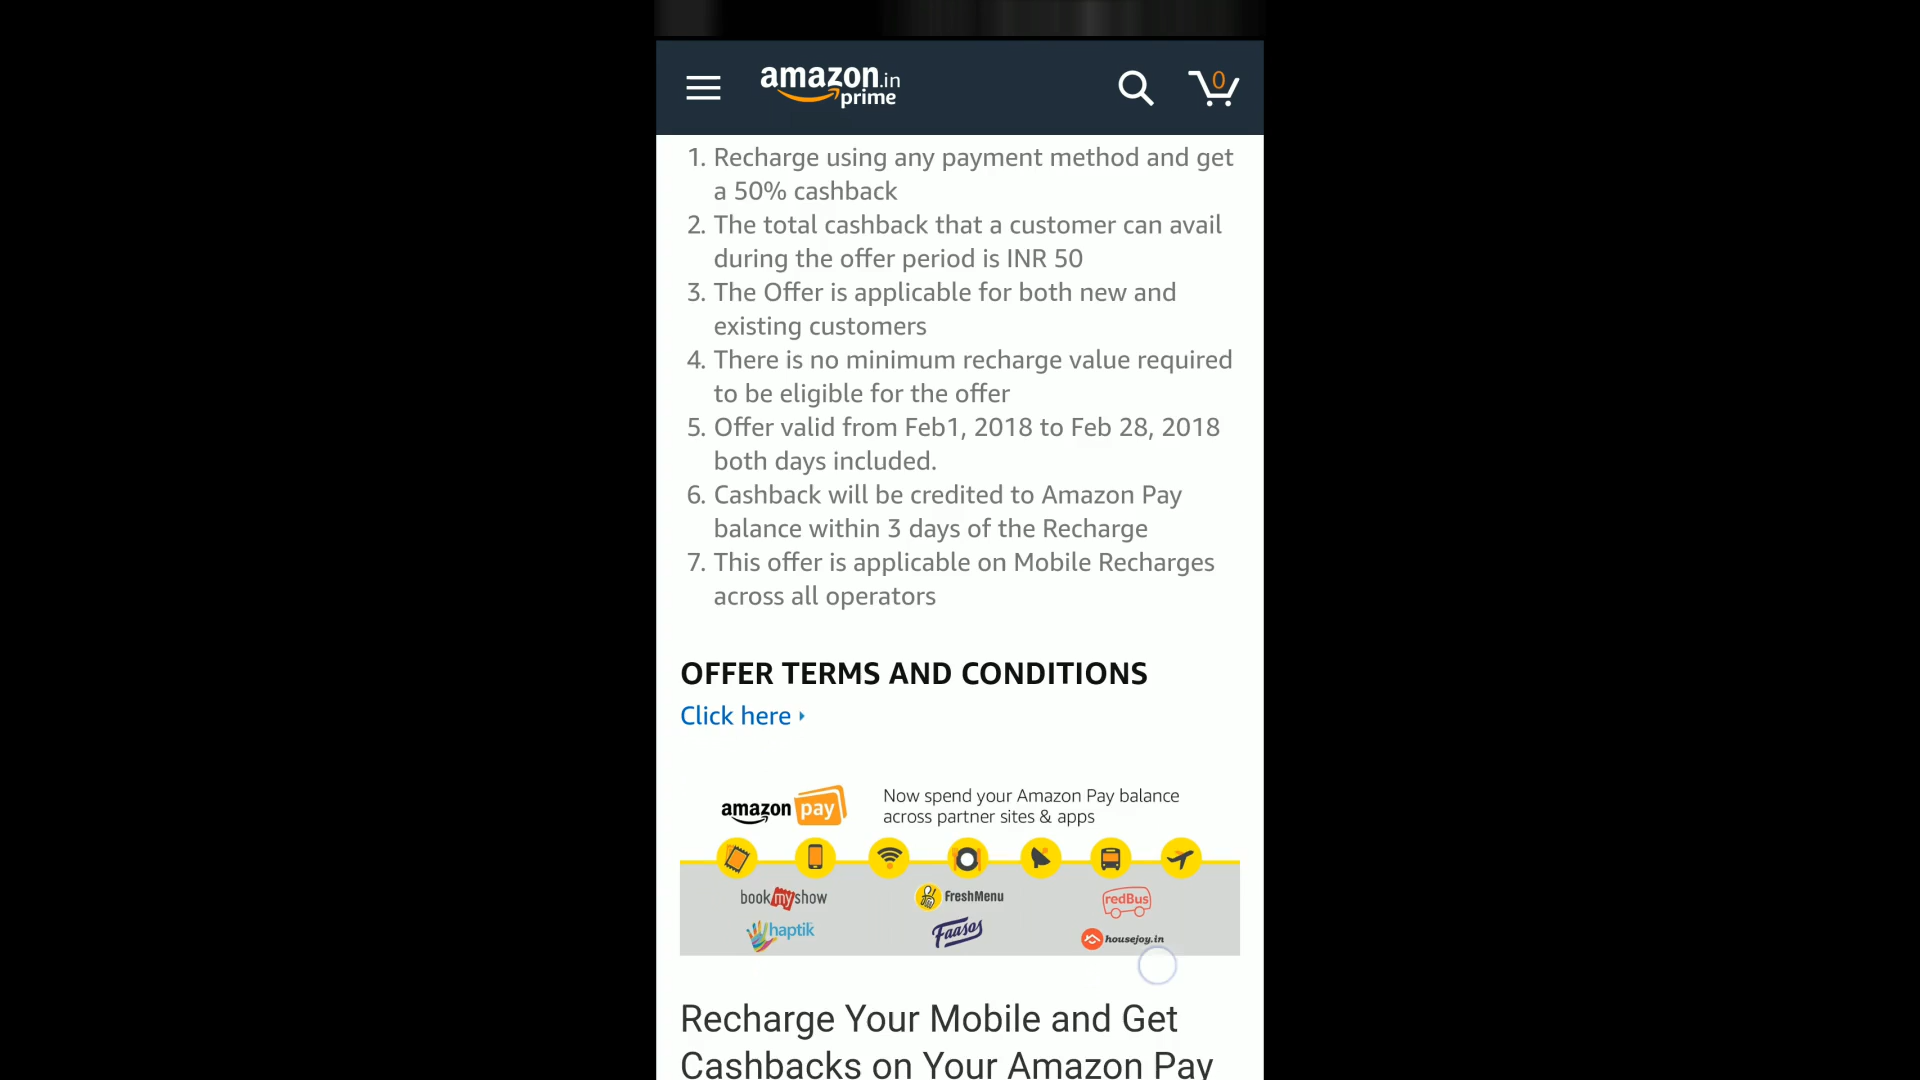 amazon.in
prime
0
1. Recharge using any payment method and get
a 50% cashback
2. The total cashback that a customer can avail
during the offer period is INR 50
3. The Offer is applicable for both new and
existing customers
4. There is no minimum recharge value required
to be eligible for the offer
5. Offer valid from Feb1, 2018 to Feb 28, 2018
both days included.
6. Cashback will be credited to Amazon Pay
balance within 3 days of the Recharge
7. This offer is applicable on Mobile Recharges
across all operators
OFFER TERMS AND CONDITIONS
Click here
amazon pay
Now spend your Amazon Pay balance
across partner sites & apps
bookmyshow FreshMenu redBus
haptik Faasos housejoy.in
Recharge Your Mobile and Get
Cashbacks on Your Amazon Pay